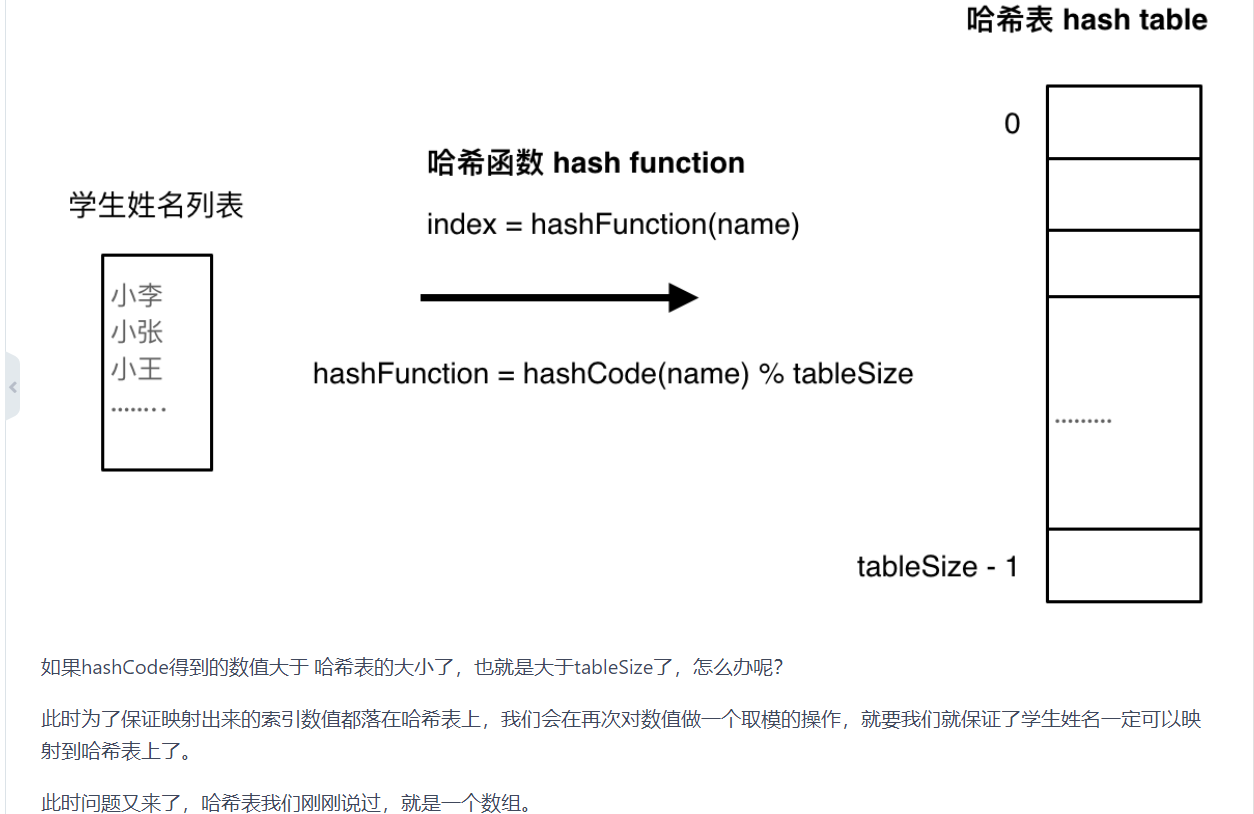 哈希表 hash table
0
哈希函数 hash function
学生姓名列表
index = hashFunction(name)
小李
小张
小王
........
hashFunction = hashCode(name) % tableSize
.........
tableSize - 1
如果hashCode得到的数值大于 哈希表的大小了，也就是大于tableSize了，怎么办呢？
此时为了保证映射出来的索引数值都落在哈希表上，我们会在再次对数值做一个取模的操作，就要我们就保证了学生姓名一定可以映
射到哈希表上了。
此时问题又来了，哈希表我们刚刚说过，就是一个数组。